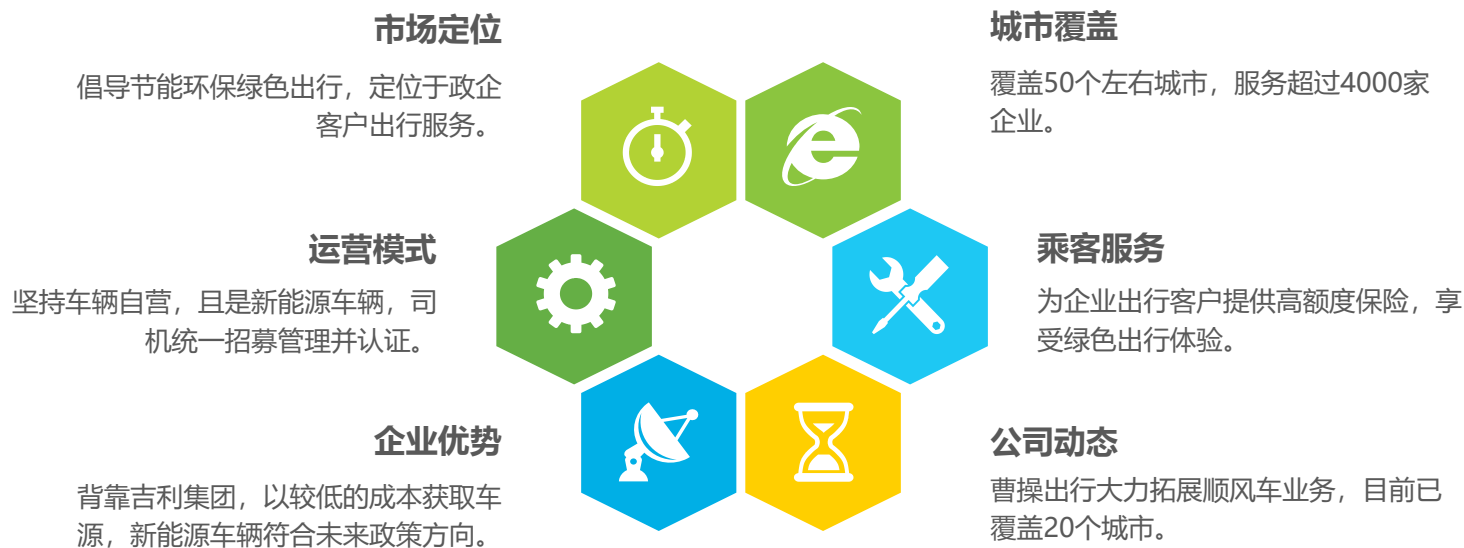 市场定位
倡导节能环保绿色出行，定位于政企
客户出行服务。
城市覆盖
覆盖50个左右城市，服务超过4000家
企业。
运营模式
坚持车辆自营，且是新能源车辆，司
机统一招募管理并认证。
乘客服务
为企业出行客户提供高额度保险，享
受绿色出行体验。
企业优势
背靠吉利集团，以较低的成本获取车
源，新能源车辆符合未来政策方向。
公司动态
曹操出行大力拓展顺风车业务，目前已
覆盖20个城市。